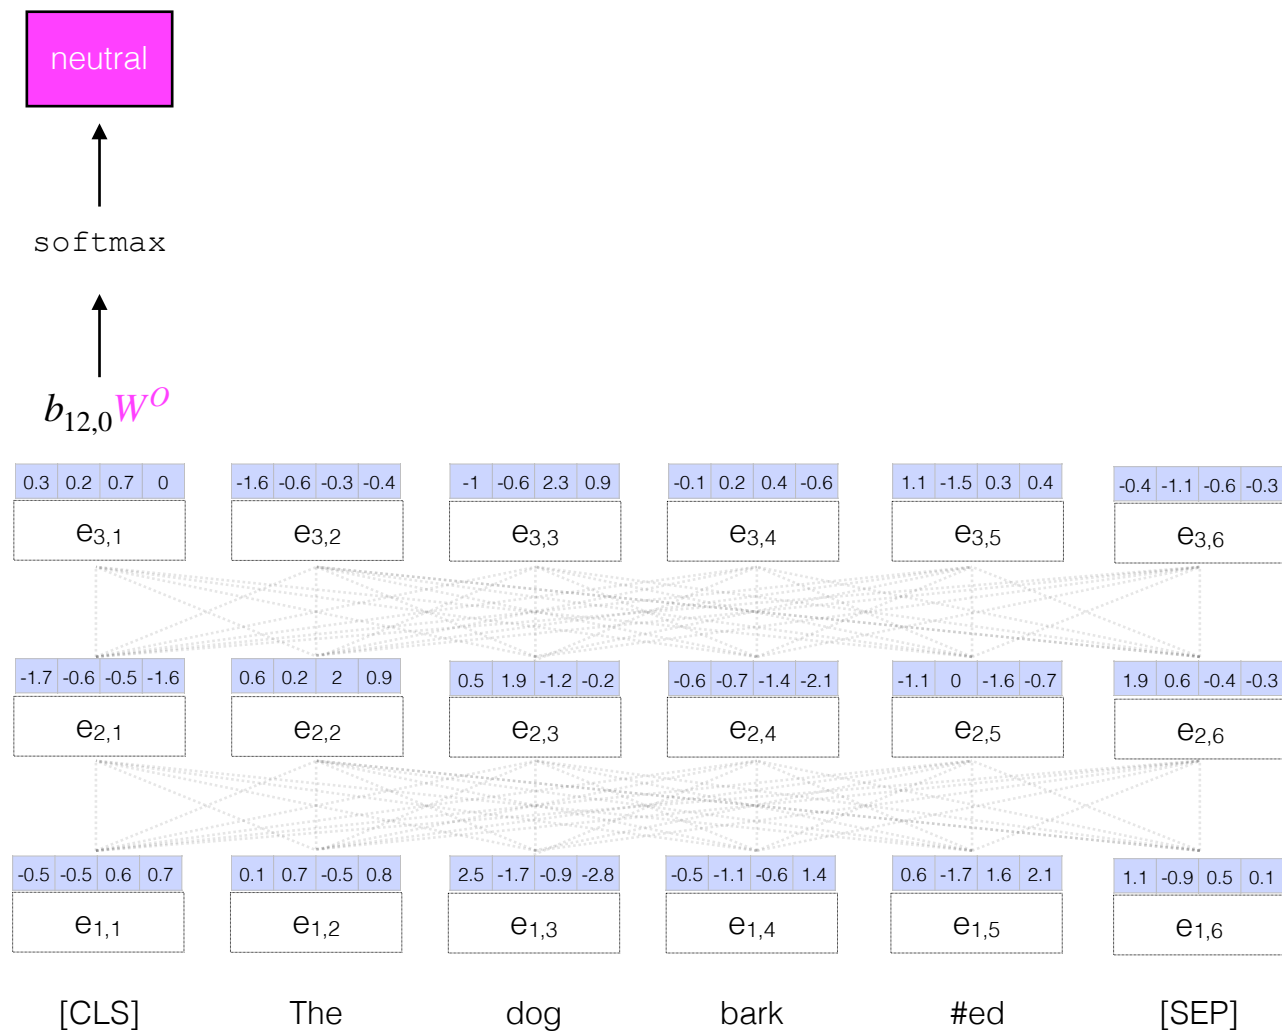 neutral
softmax
b12,0WO
0.3 0.2 0.7 0 -1.6 -0.6 -0.3 -0.4 -1 -0.6 2.3 0.9 -0.1 0.2 0.4 -0.6 1.1 -1.5 0.3 0.4 -0.4 -1.1 -0.6 -0.3
e3,1 e3,2 e3,3 e3,4 e3,5 e3,6
-1.7 -0.6 -0.5 -1.6 0.6 0.2 2 0.9 0.5 1.9 -1.2 -0.2 -0.6 -0.7 -1.4 -2.1 -1.1 0 -1.6 -0.7 1.9 0.6 -0.4 -0.3
e2,1 e2,2 e2,3 e2,4 e2,5 e2,6
-0.5 -0.5 0.6 0.7 0.1 0.7 -0.5 0.8 2.5 -1.7 -0.9 -2.8 -0.5 -1.1 -0.6 1.4 0.6 -1.7 1.6 2.1 1.1 -0.9 0.5 0.1
e1,1 e1,2 e1,3 e1,4 e1,5 e1,6
[CLS] The dog bark #ed [SEP]